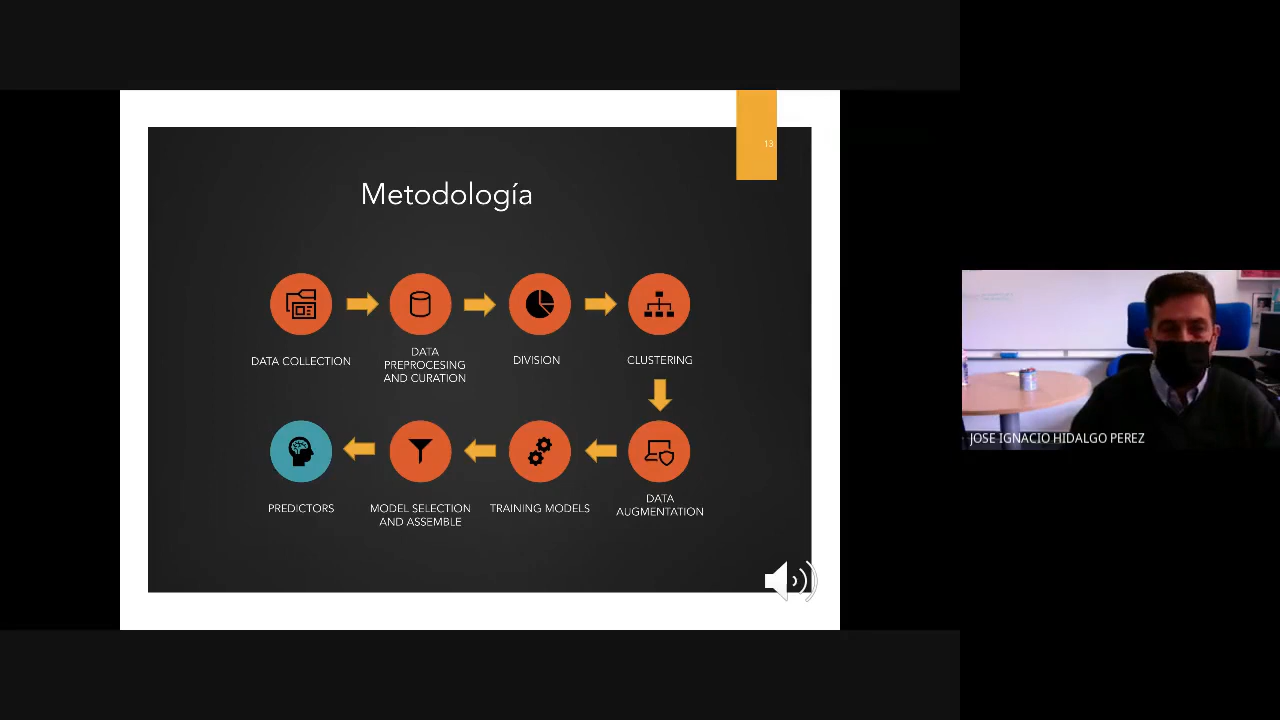 13
Metodología
DATA COLLECTION
DATA
PREPROCESING
AND CURATION
DIVISION
CLUSTERING
PREDICTORS
MODEL SELECTION
AND ASSEMBLE
TRAINING MODELS
DATA
AUGMENTATION
JOSE IGNACIO HIDALGO PEREZ